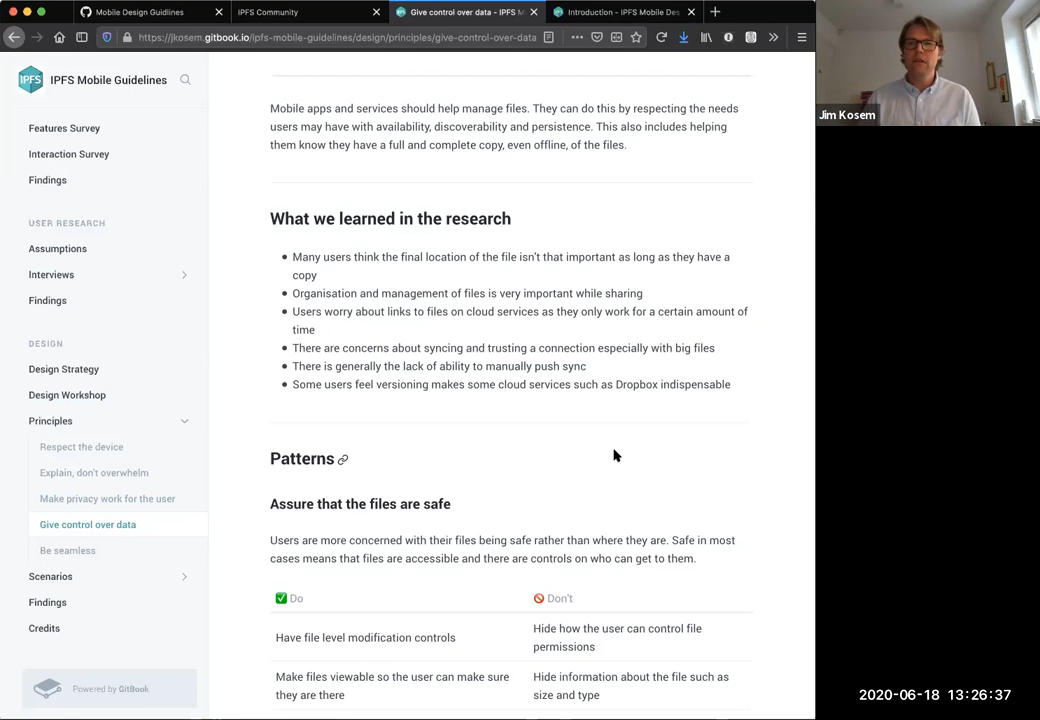 Mobile Design Guidlines
IPFS Community
Give control over data - IPFS M
Introduction - IPFS Mobile Des
https://jkosem.gitbook.io/ipfs-mobile-guidelines/design/principles/give-control-over-data
IPFS
IPFS Mobile Guidelines
Features Survey
Interaction Survey
Findings
USER RESEARCH
Assumptions
Interviews
Findings
DESIGN
Design Strategy
Design Workshop
Principles
Respect the device
Explain, don't overwhelm
Make privacy work for the user
Give control over data
Be seamless
Scenarios
Findings
Credits
Powered by GitBook
Mobile apps and services should help manage files. They can do this by respecting the needs
users may have with availability, discoverability and persistence. This also includes helping
them know they have a full and complete copy, even offline, of the files.
What we learned in the research
Many users think the final location of the file isn't that important as long as they have a
copy
Organisation and management of files is very important while sharing
Users worry about links to files on cloud services as they only work for a certain amount of
time
There are concerns about syncing and trusting a connection especially with big files
There is generally the lack of ability to manually push sync
Some users feel versioning makes some cloud services such as Dropbox indispensable
Patterns
Assure that the files are safe
Users are more concerned with their files being safe rather than where they are. Safe in most
cases means that files are accessible and there are controls on who can get to them.
✅ Do
🚫 Don't
Have file level modification controls
Hide how the user can control file
permissions
Make files viewable so the user can make sure
they are there
Hide information about the file such as
size and type
Jim Kosem
2020-06-18 13:26:37